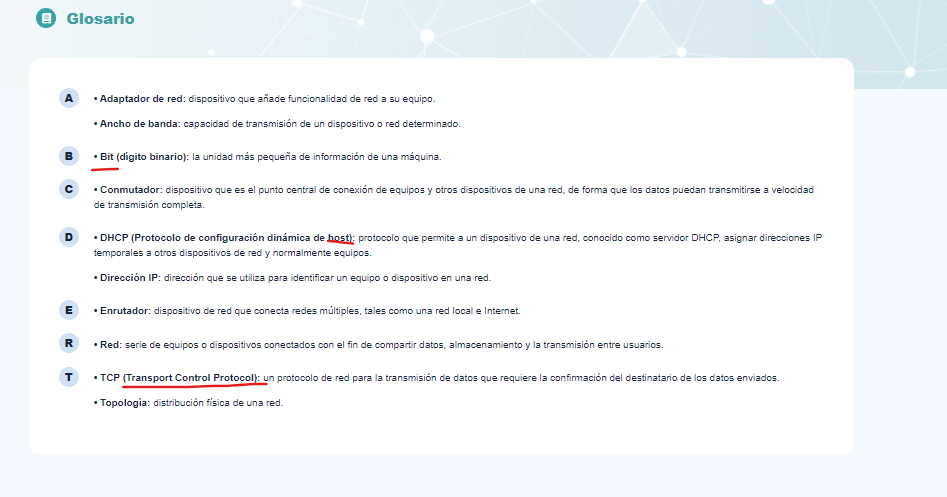 Glosario
A
• Adaptador de red: dispositivo que añade funcionalidad de red a su equipo.
• Ancho de banda: capacidad de transmisión de un dispositivo o red determinado.
B
• Bit (dígito binario): la unidad más pequeña de información de una máquina.
C
• Conmutador: dispositivo que es el punto central de conexión de equipos y otros dispositivos de una red, de forma que los datos puedan transmitirse a velocidad
de transmisión completa.
D
• DHCP (Protocolo de configuración dinámica de host): protocolo que permite a un dispositivo de una red, conocido como servidor DHCP, asignar direcciones IP
temporales a otros dispositivos de red y normalmente equipos.
• Dirección IP: dirección que se utiliza para identificar un equipo o dispositivo en una red.
E
• Enrutador: dispositivo de red que conecta redes múltiples, tales como una red local e Internet.
R
• Red: serie de equipos o dispositivos conectados con el fin de compartir datos, almacenamiento y la transmisión entre usuarios.
T
• TCP (Transport Control Protocol): un protocolo de red para la transmisión de datos que requiere la confirmación del destinatario de los datos enviados.
• Topología: distribución física de una red.